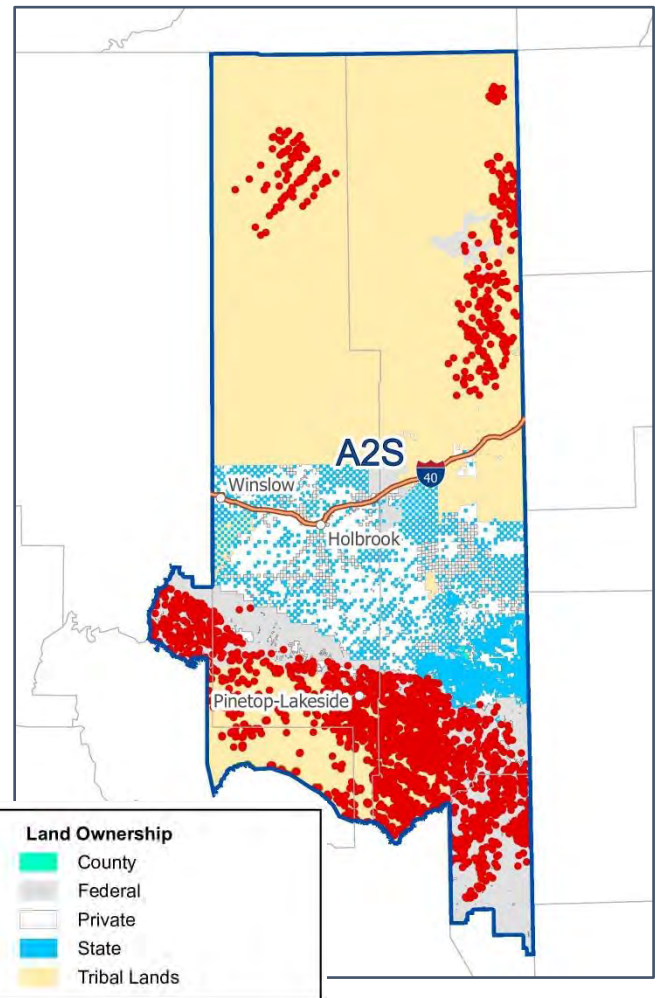 A2S
40
Winslow
Holbrook
Pinetop-Lakeside
Land Ownership
County
Federal
Private
State
Tribal Lands